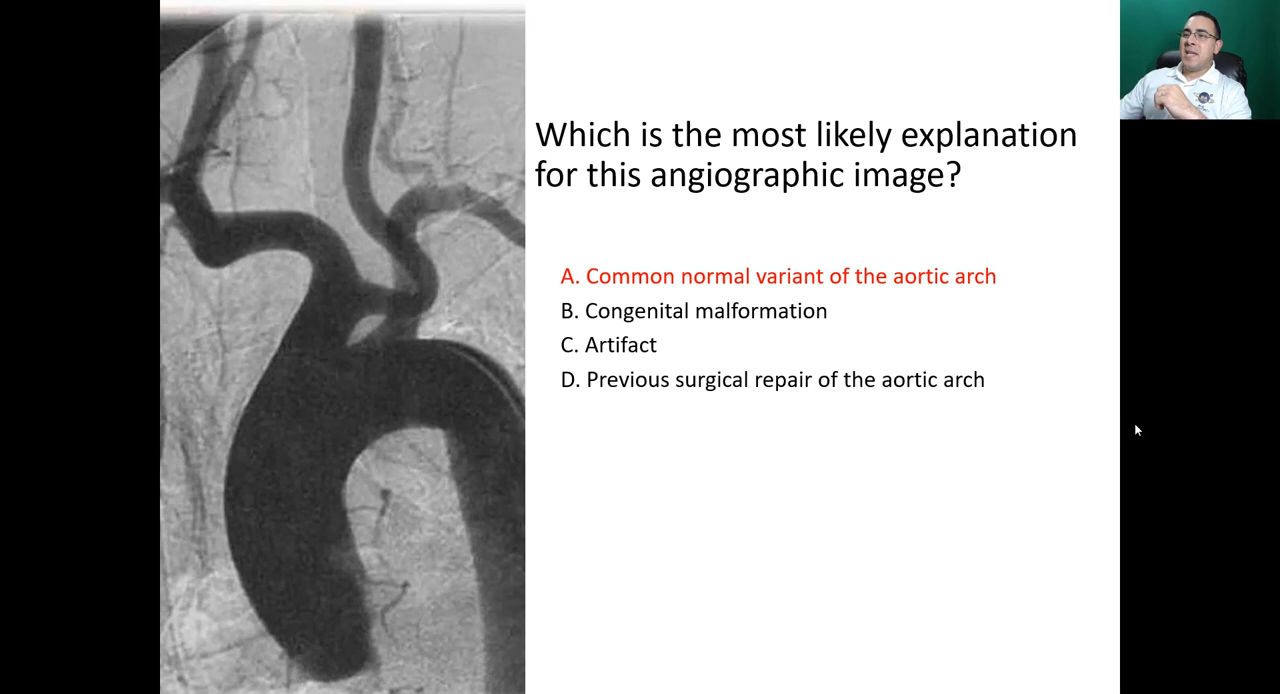 Which is the most likely explanation
for this angiographic image?
A. Common normal variant of the aortic arch
B. Congenital malformation
C. Artifact
D. Previous surgical repair of the aortic arch